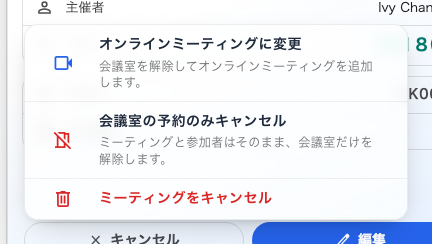 主催者 Ivy Chan
オンラインミーティングに変更
会議室を解除してオンラインミーティングを追加
します。
会議室の予約のみキャンセル
ミーティングと参加者はそのまま、会議室だけを
解除します。
ミーティングをキャンセル
キャンセル 編集